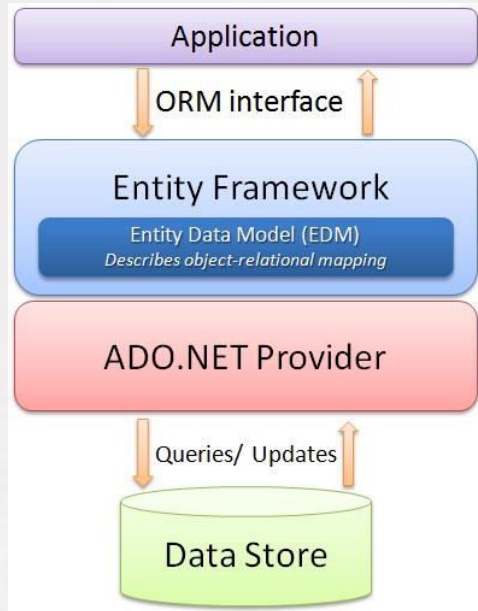 Application
ORM interface
Entity Framework
Entity Data Model (EDM)
Describes object-relational mapping
ADO.NET Provider
Queries/ Updates
Data Store